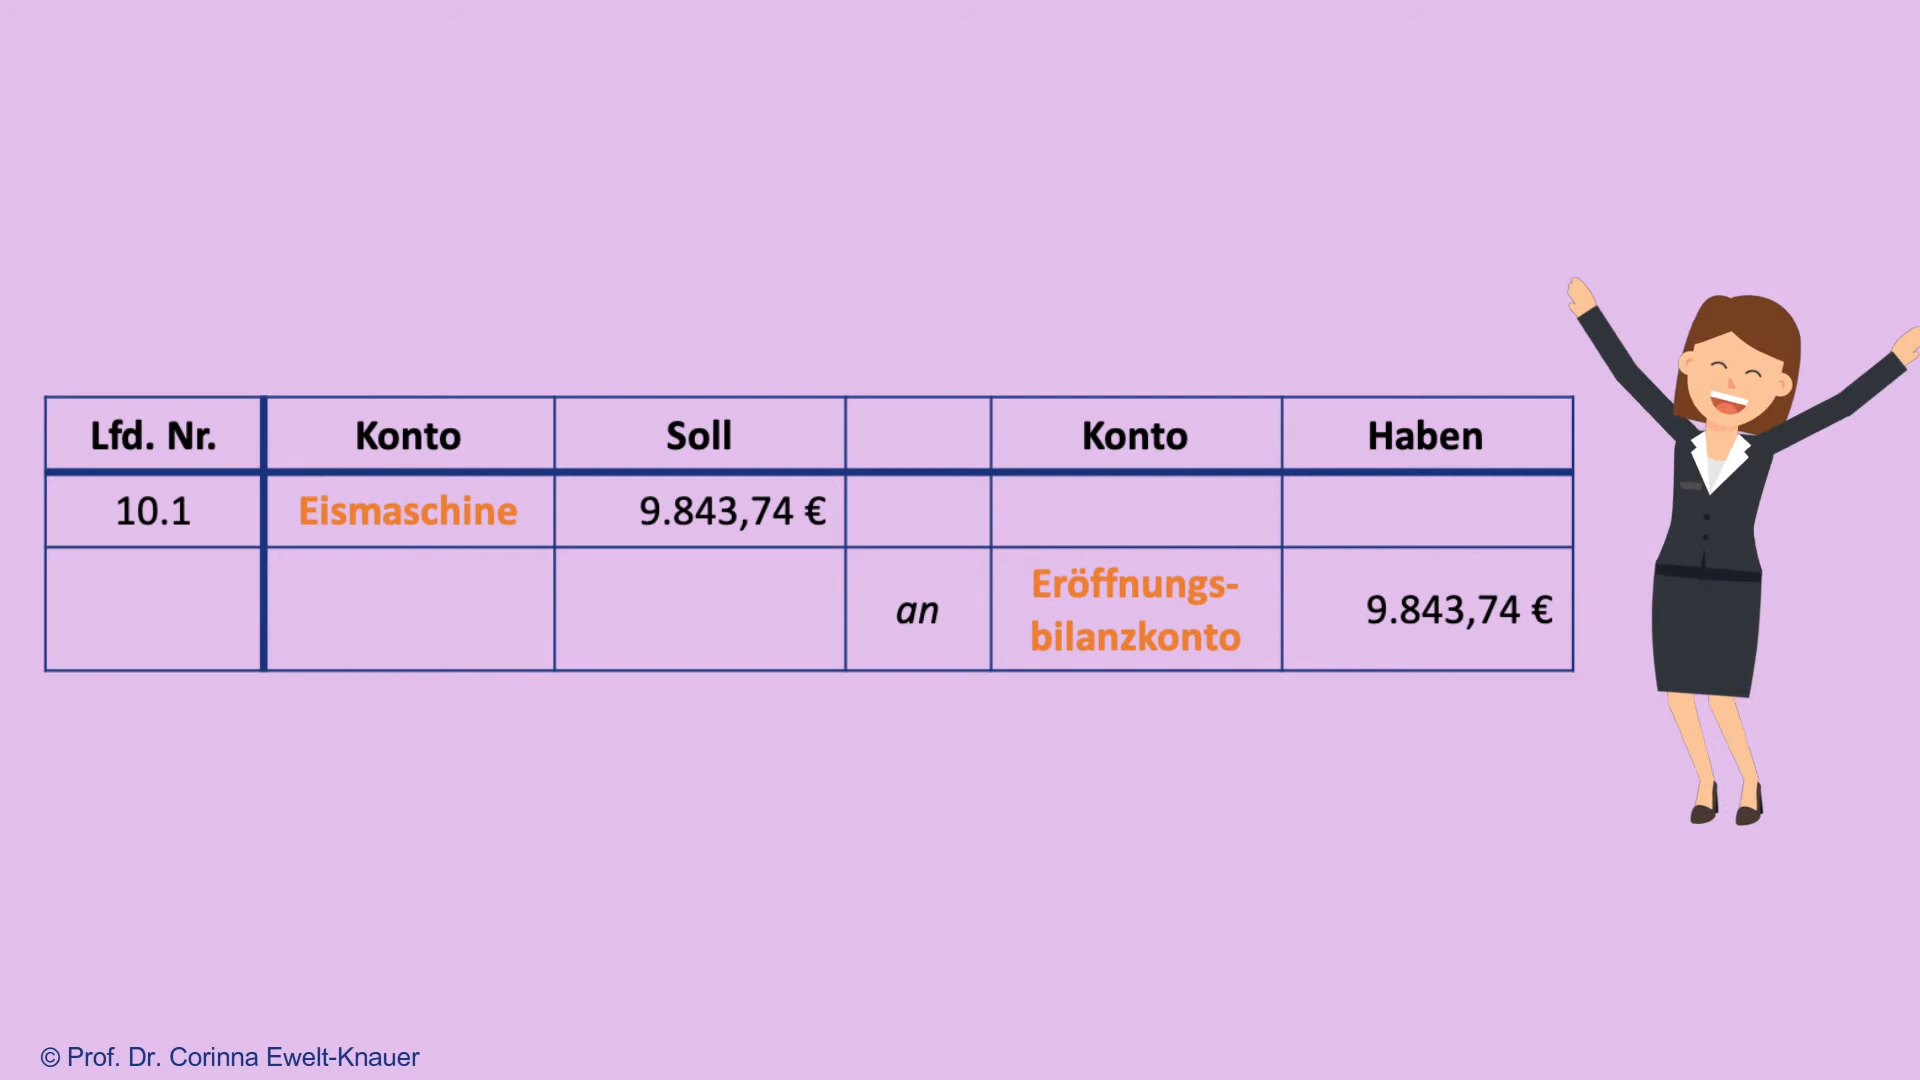 Lfd. Nr. Konto Soll Konto Haben
10.1 Eismaschine 9.843,74 €
an Eröffnungs-
bilanzkonto 9.843,74 €
© Prof. Dr. Corinna Ewelt-Knauer